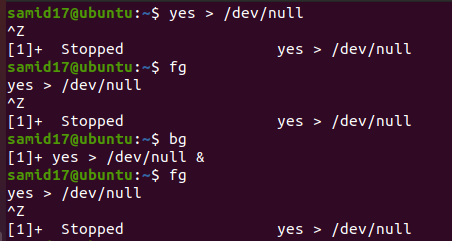 samid17@ubuntu:~$ yes > /dev/null
^Z
[1]+  Stopped                 yes > /dev/null
samid17@ubuntu:~$ fg
yes > /dev/null
^Z
[1]+  Stopped                 yes > /dev/null
samid17@ubuntu:~$ bg
[1]+ yes > /dev/null &
samid17@ubuntu:~$ fg
yes > /dev/null
^Z
[1]+  Stopped                 yes > /dev/null